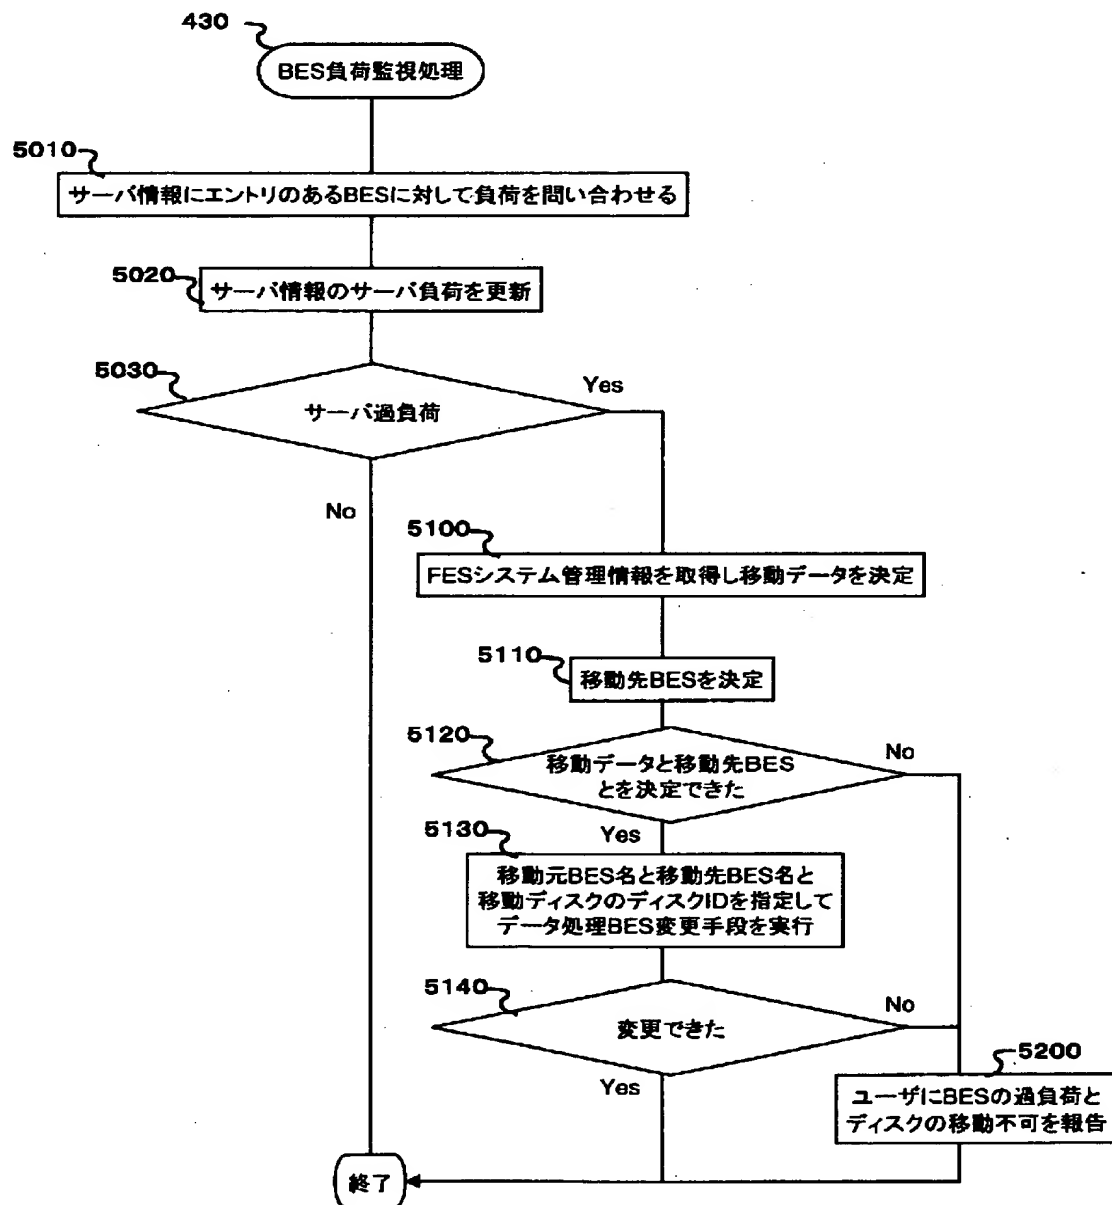 430
BES負荷監視処理
5010
サーバ情報にエントリのあるBESに対して負荷を問い合わせる
5020
サーバ情報のサーバ負荷を更新
5030
サーバ過負荷
Yes
No
5100
FESシステム管理情報を取得し移動データを決定
5110
移動先BESを決定
5120
移動データと移動先BES
とを決定できた
No
Yes
5130
移動元BES名と移動先BES名と
移動ディスクのディスクIDを指定して
データ処理BES変更手段を実行
5140
変更できた
No
Yes
5200
ユーザにBESの過負荷と
ディスクの移動不可を報告
終了